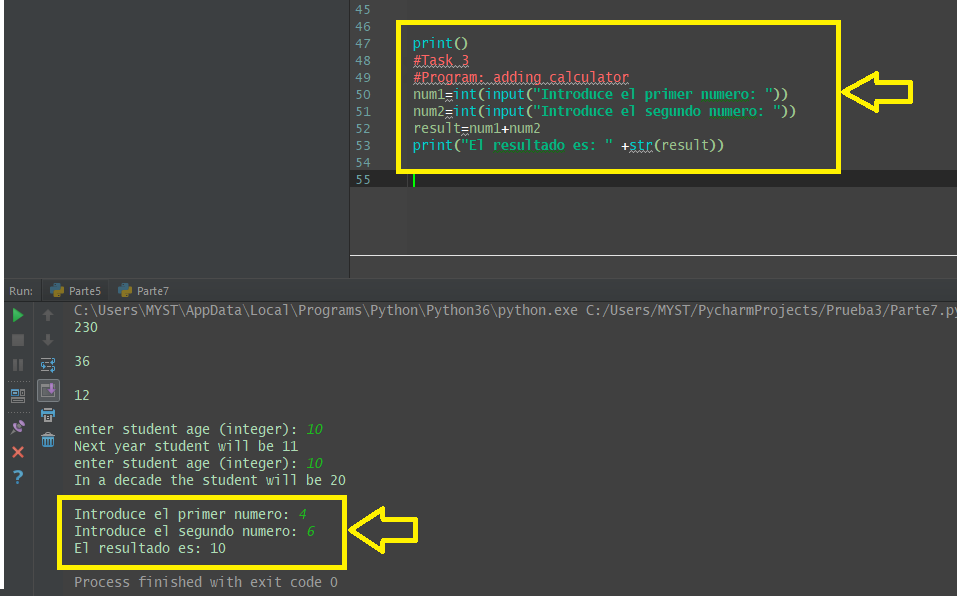 45
46
47 print()
48 #Task 3
49 #Program: adding calculator
50 num1=int(input("Introduce el primer numero: "))
51 num2=int(input("Introduce el segundo numero: "))
52 result=num1+num2
53 print("El resultado es: " +str(result))
54
55
Run: Parte5 Parte7
C:\Users\MYST\AppData\Local\Programs\Python\Python36\python.exe C:/Users/MYST/PycharmProjects/Prueba3/Parte7.py
230
36
12
enter student age (integer): 10
Next year student will be 11
enter student age (integer): 10
In a decade the student will be 20
Introduce el primer numero: 4
Introduce el segundo numero: 6
El resultado es: 10
Process finished with exit code 0